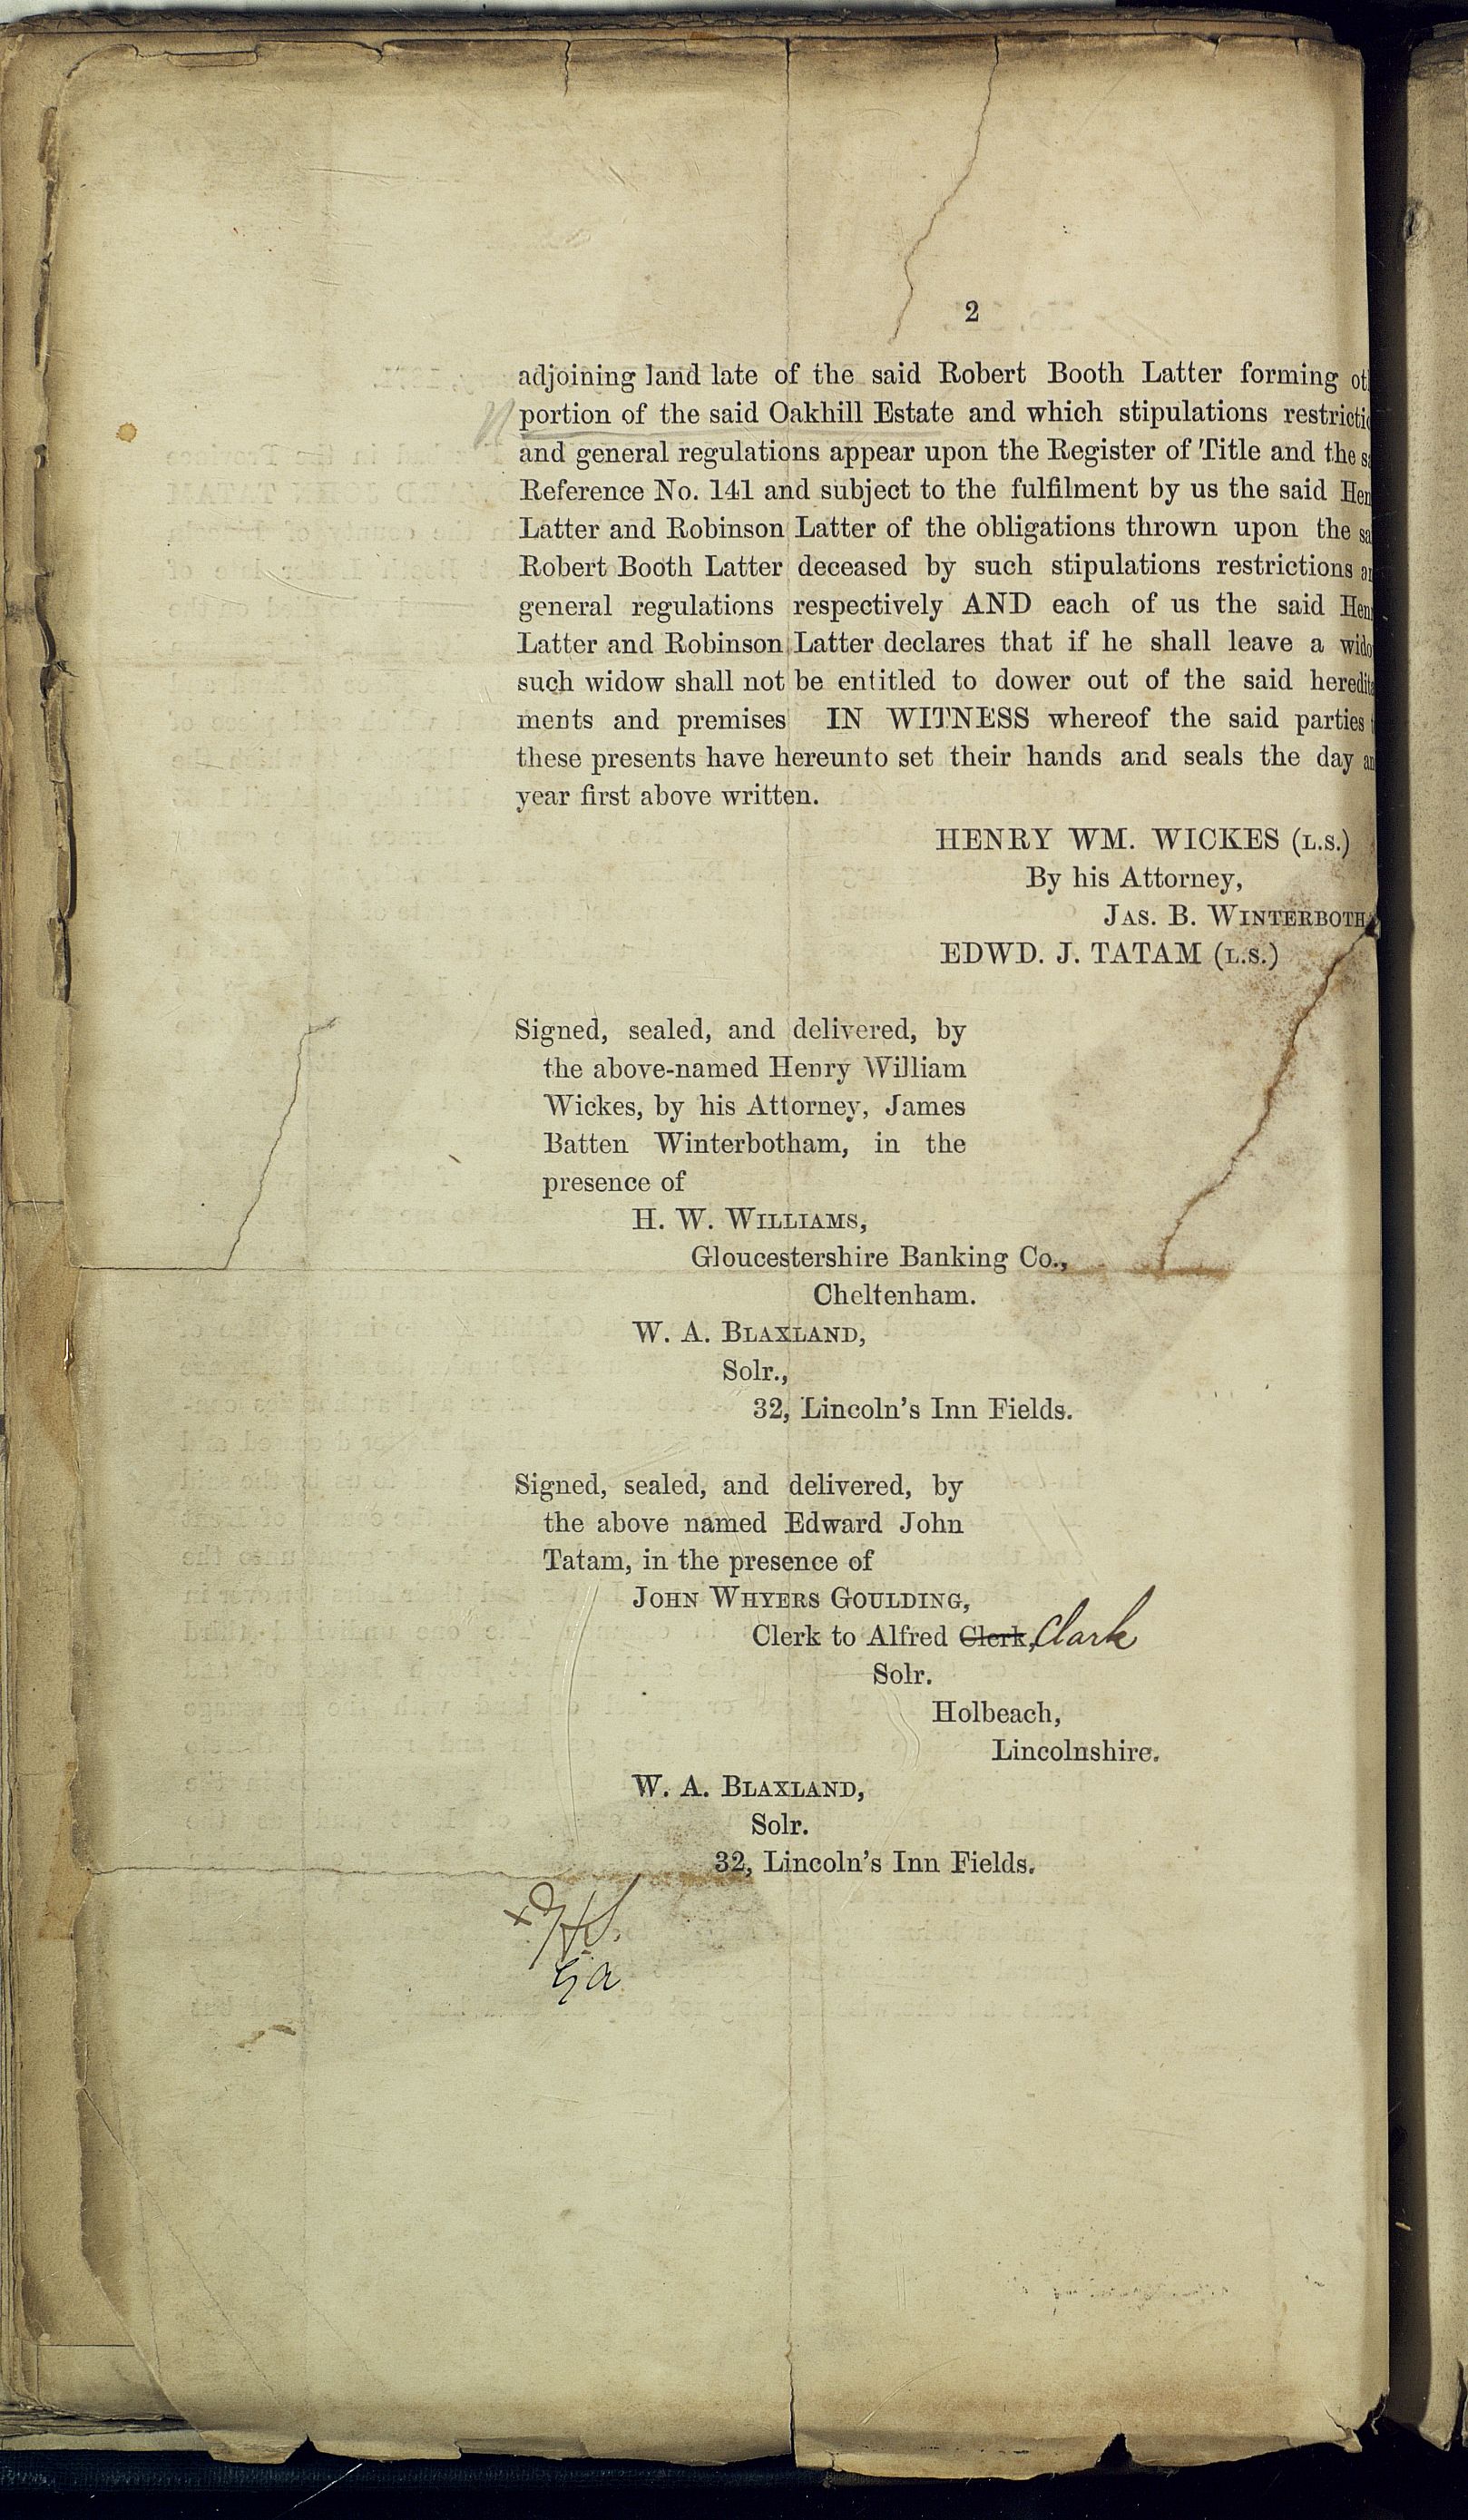 2
adjoining land late of the said Robert Booth Latter forming
portion of the said Oakhill Estate and which stipulations
and general regulations appear upon the Register of Title and the
Reference No. 141 and subject to the fulfilment by us the said
Latter and Robinson Latter of the obligations thrown upon the
Robert Booth Latter deceased by such stipulations restrictions
general regulations respectively AND each of us the said
Latter and Robinson Latter declares that if he shall leave a
such widow shall not be entitled to dower out of the said
ments and premises IN WITNESS whereof the said parties
these presents have hereunto set their hands and seals the day
year first above written.
HENRY WM. WICKES (L.S.)
By his Attorney,
JAS. B. WINTERBOTHA
EDWD. J. TATAM (L.S.)
Signed, sealed, and delivered, by
the above-named Henry William
Wickes, by his Attorney, James
Batten Winterbotham, in the
presence of
H. W. WILLIAMS,
Gloucestershire Banking Co.,
Cheltenham.
W. A. BLAXLAND,
Solr.,
32, Lincoln's Inn Fields.
Signed, sealed, and delivered, by
the above named Edward John
Tatam, in the presence of
JOHN WHYERS GOULDING,
Clerk to Alfred Clerk, Clark
Solr.
Holbeach,
Lincolnshire.
W. A. BLAXLAND,
Solr.
32, Lincoln's Inn Fields.